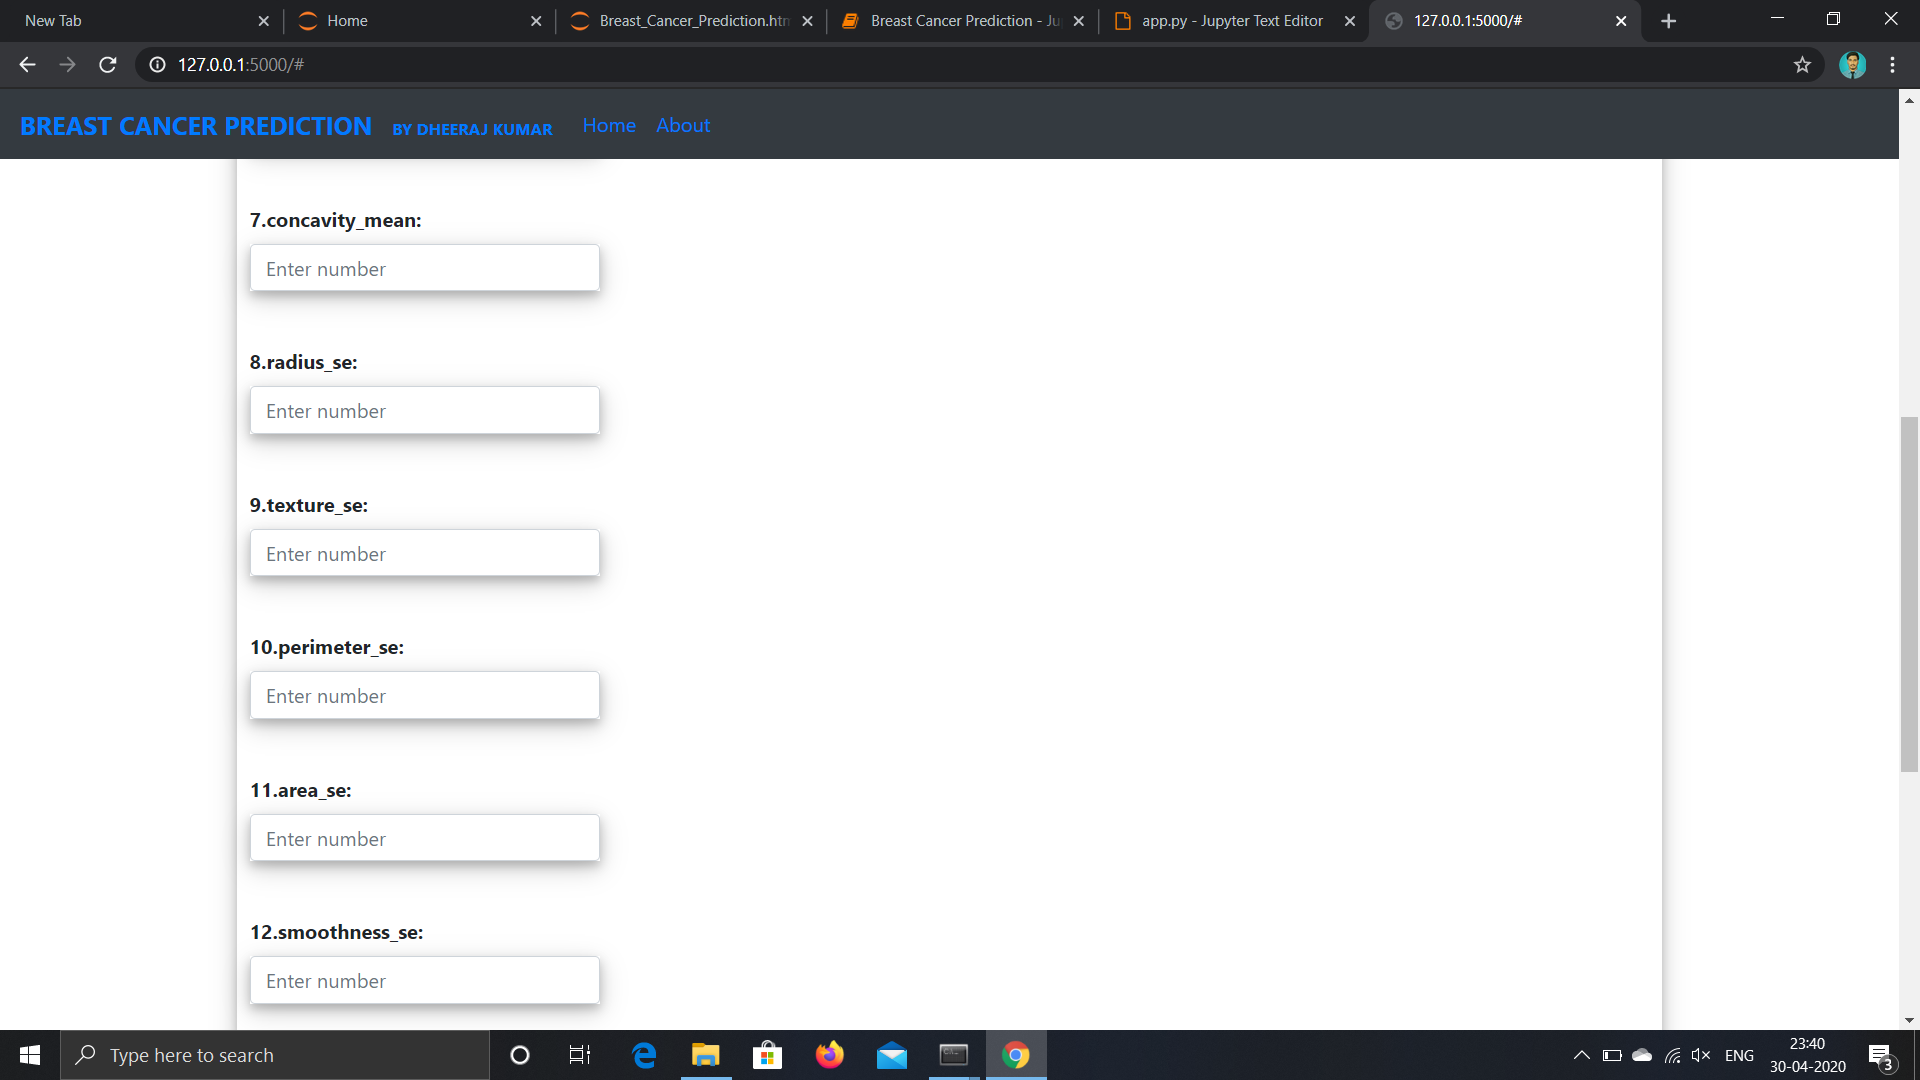 New Tab
Home
Breast_Cancer_Prediction.htm
Breast Cancer Prediction - Ju
app.py - Jupyter Text Editor
127.0.0.1:5000/#
127.0.0.1:5000/#
BREAST CANCER PREDICTION BY DHEERAJ KUMAR Home About
7.concavity_mean:
Enter number
8.radius_se:
Enter number
9.texture_se:
Enter number
10.perimeter_se:
Enter number
11.area_se:
Enter number
12.smoothness_se:
Enter number
Type here to search
ENG
23:40
30-04-2020
3